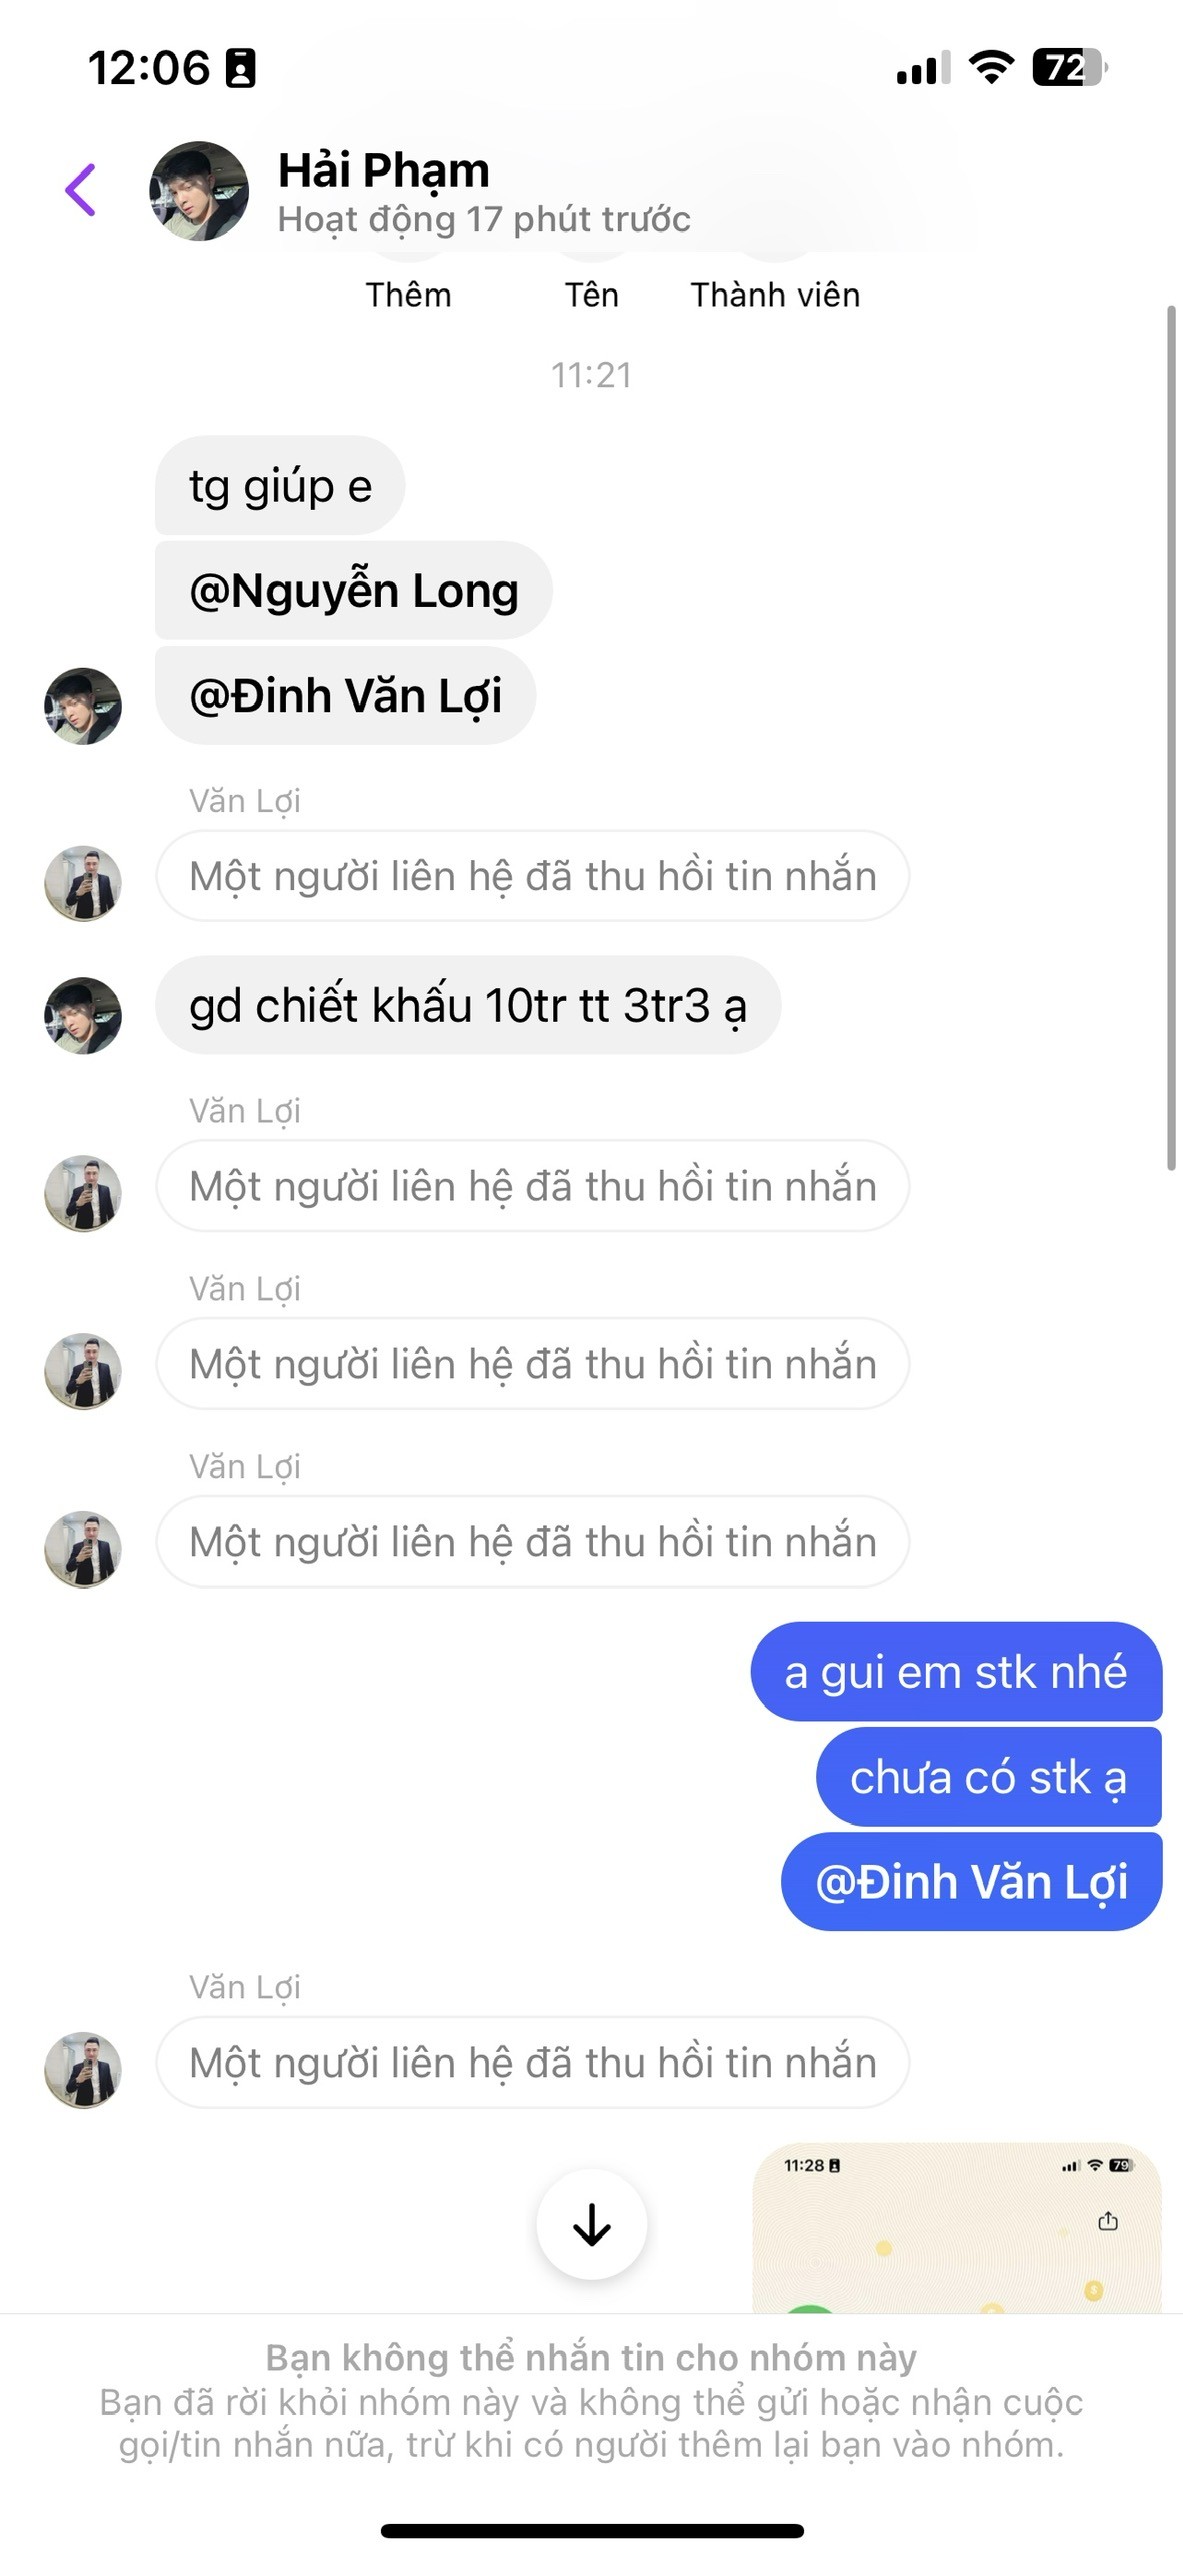 12:06
72
Hải Phạm
Hoạt động 17 phút trước
Thêm Tên Thành viên
11:21
tg giúp e
@Nguyễn Long
@Đinh Văn Lợi
Văn Lợi
Một người liên hệ đã thu hồi tin nhắn
gd chiết khấu 10tr tt 3tr3 ạ
Văn Lợi
Một người liên hệ đã thu hồi tin nhắn
Văn Lợi
Một người liên hệ đã thu hồi tin nhắn
Văn Lợi
Một người liên hệ đã thu hồi tin nhắn
a gui em stk nhé
chưa có stk ạ
@Đinh Văn Lợi
Văn Lợi
Một người liên hệ đã thu hồi tin nhắn
11:28
79
Bạn không thể nhắn tin cho nhóm này
Bạn đã rời khỏi nhóm này và không thể gửi hoặc nhận cuộc
gọi/tin nhắn nữa, trừ khi có người thêm lại bạn vào nhóm.